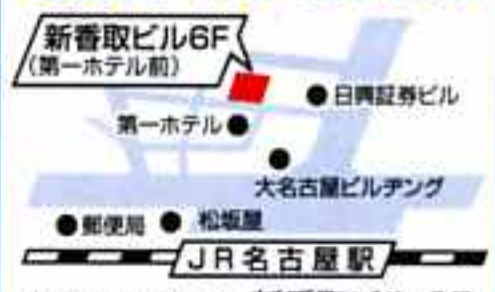 新香取ビル6F
(第一ホテル前)
日興証券ビル
第一ホテル
大名古屋ビルヂング
郵便局
松坂屋
JR名古屋駅